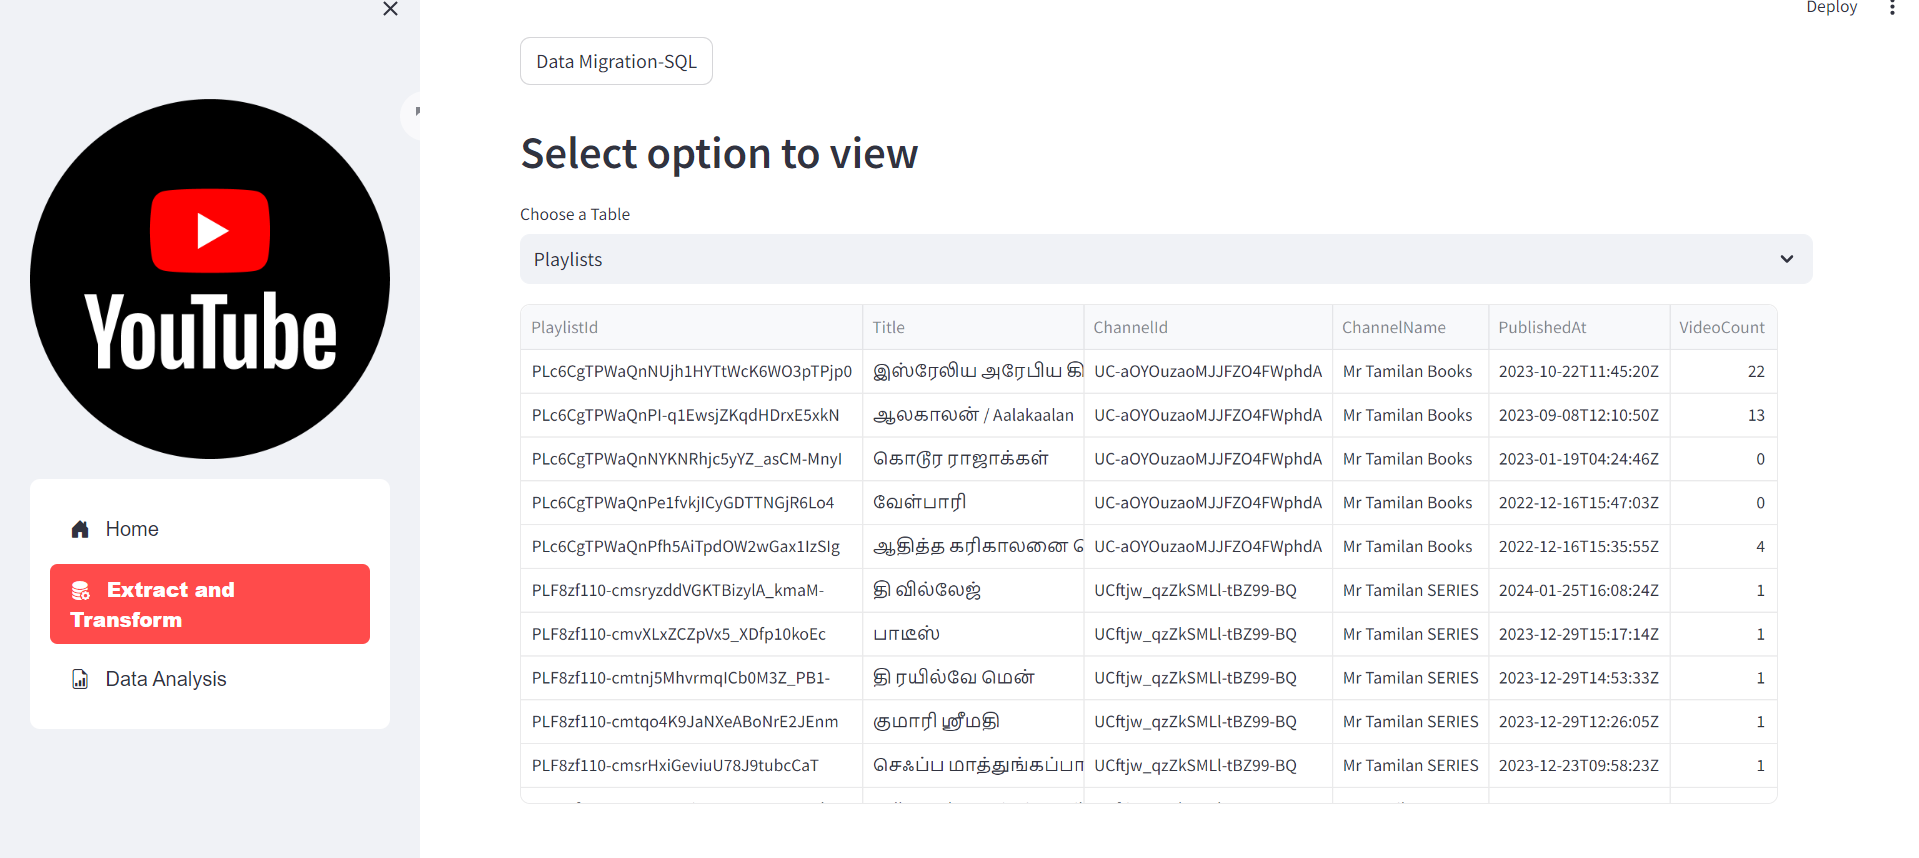 Deploy
Data Migration-SQL
YouTube
Home
Extract and
Transform
Data Analysis
Select option to view
Choose a Table
Playlists
PlaylistId Title ChannelId ChannelName PublishedAt VideoCount
PLc6CgTPWaQnNUjh1HYTtWcK6WO3pTPjp0 இஸ்ரேலிய அரேபிய UC-aOYOuzaoMJJFZO4FWphdA Mr Tamilan Books 2023-10-22T11:45:20Z 22
PLc6CgTPWaQnPI-q1EwsjZKqdHDrxE5xkN ஆலகாலன் / Aalakaalan UC-aOYOuzaoMJJFZO4FWphdA Mr Tamilan Books 2023-09-08T12:10:50Z 13
PLc6CgTPWaQnNYKNRhjc5yYZ_asCM-MnyI கொடூர ராஜாக்கள் UC-aOYOuzaoMJJFZO4FWphdA Mr Tamilan Books 2023-01-19T04:24:46Z 0
PLc6CgTPWaQnPe1fvkjICyGDTTNGjR6Lo4 வேள்பாரி UC-aOYOuzaoMJJFZO4FWphdA Mr Tamilan Books 2022-12-16T15:47:03Z 0
PLc6CgTPWaQnPfh5AiTpdOW2wGax1IzSIg ஆதித்த கரிகாலனை UC-aOYOuzaoMJJFZO4FWphdA Mr Tamilan Books 2022-12-16T15:35:55Z 4
PLF8zf110-cmsryzddVGKTBizylA_kmaM- தி வில்லேஜ் UCftjw_qzZkSMLl-tBZ99-BQ Mr Tamilan SERIES 2024-01-25T16:08:24Z 1
PLF8zf110-cmvXLxZCZpVx5_XDfp10koEc பாடீஸ் UCftjw_qzZkSMLl-tBZ99-BQ Mr Tamilan SERIES 2023-12-29T15:17:14Z 1
PLF8zf110-cmtnj5MhvrmqICb0M3Z_PB1- தி ரயில்வே மென் UCftjw_qzZkSMLl-tBZ99-BQ Mr Tamilan SERIES 2023-12-29T14:53:33Z 1
PLF8zf110-cmtqo4K9JaNXeABoNrE2JEnm குமாரி ஸ்ரீமதி UCftjw_qzZkSMLl-tBZ99-BQ Mr Tamilan SERIES 2023-12-29T12:26:05Z 1
PLF8zf110-cmsrHxiGeviuU78J9tubcCaT செஃப்ப UCftjw_qzZkSMLl-tBZ99-BQ Mr Tamilan SERIES 2023-12-23T09:58:23Z 1